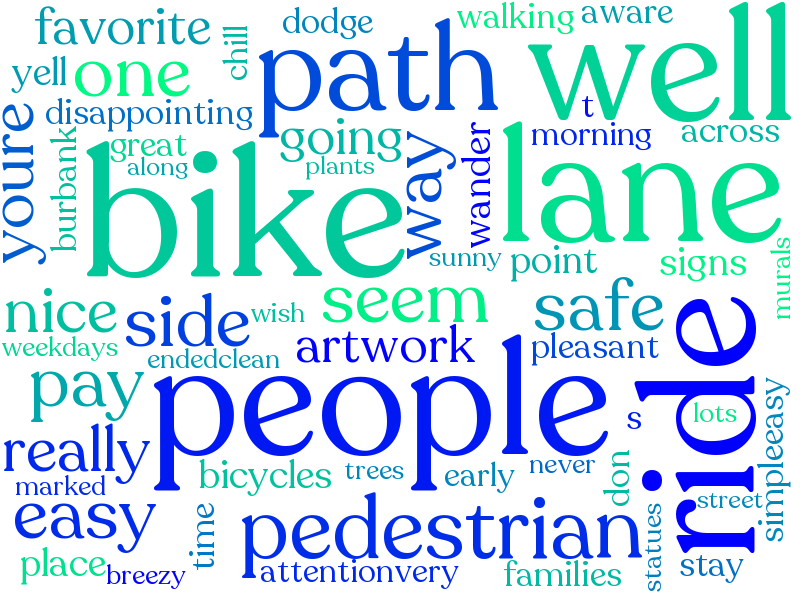 favorite
dodge
walking
aware
yell
one
chill
path
well
disappointing
t
youre
burbank
great
going
morning
across
along
plants
way
wander
bike
lane
sunny
point
signs
murals
nice
side
wish
seem
safe
weekdays
endedclean
artwork
pleasant
ride
pay
people
s
lots
simpleeasy
really
bicycles
trees
early
never
don
marked
easy
time
pedestrian
statues
street
place
breezy
attentionvery
families
stay